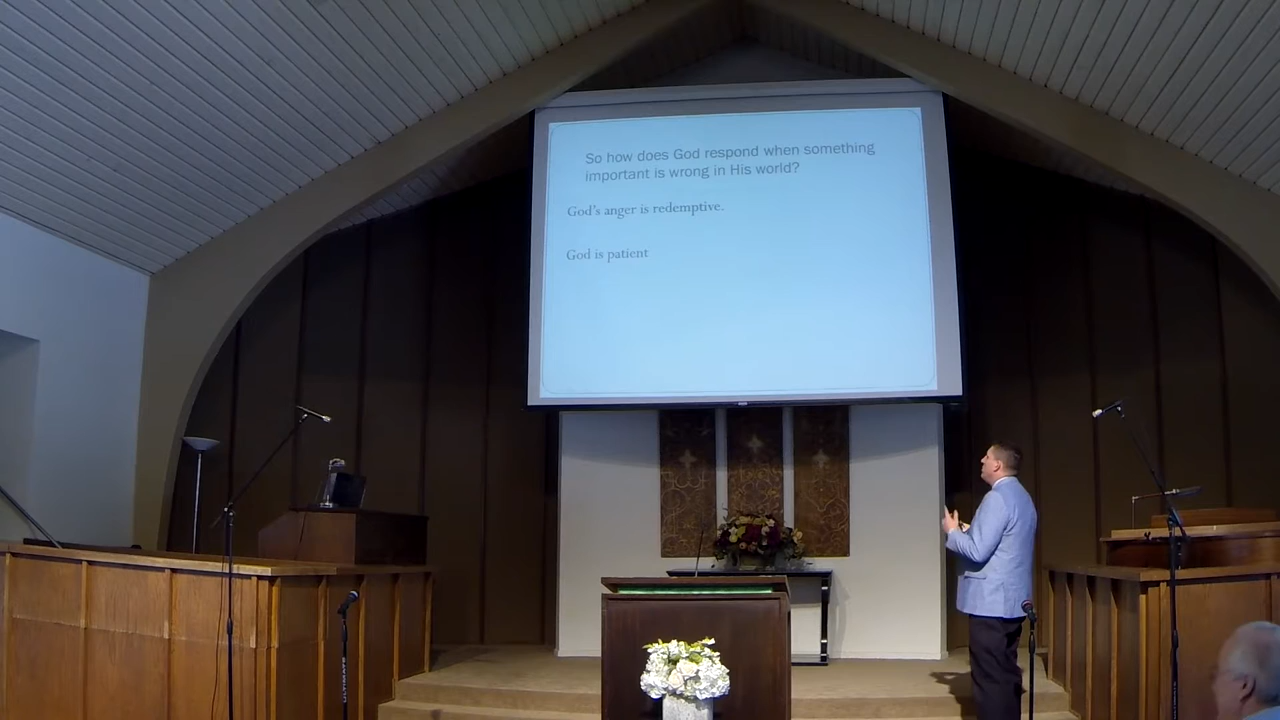 So how does God respond when something
important is wrong in His world?
God's anger is redemptive.
God is patient
ULTIMATE